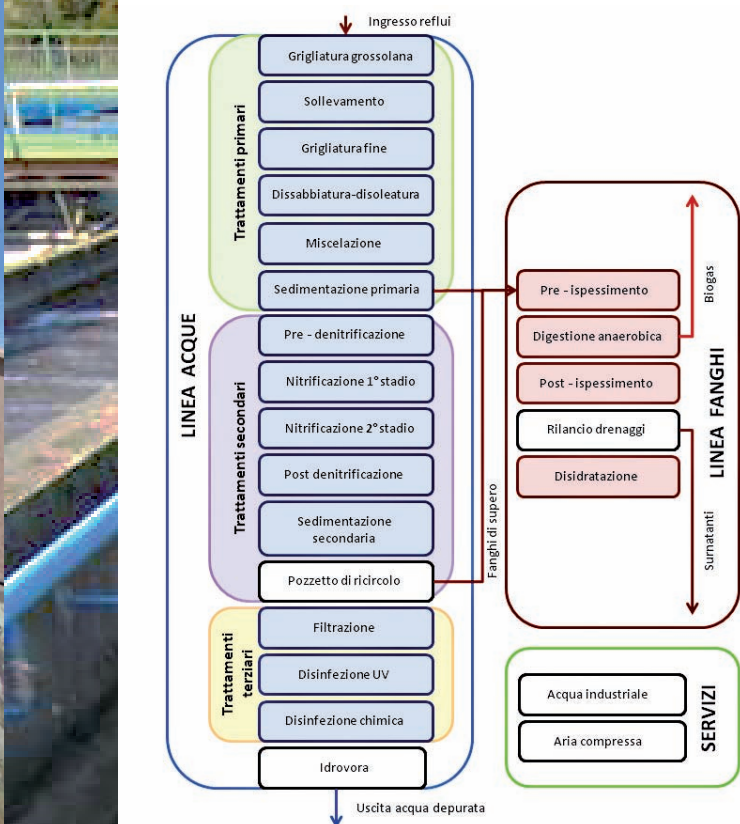 Ingresso reflui
LINEA ACQUE
Trattamenti primari
Grigliatura grossolana
Sollevamento
Grigliatura fine
Dissabbiatura-disoleatura
Miscelazione
Sedimentazione primaria
Trattamenti secondari
Pre - denitrificazione
Nitrificazione 1° stadio
Nitrificazione 2° stadio
Post denitrificazione
Sedimentazione
secondaria
Pozzetto di ricircolo
Trattamenti
terziari
Filtrazione
Disinfezione UV
Disinfezione chimica
Idrovora
Uscita acqua depurata
Fanghi di supero
LINEA FANGHI
Pre - ispessimento
Digestione anaerobica
Post - ispessimento
Rilancio drenaggi
Disidratazione
Biogas
Surnatanti
SERVIZI
Acqua industriale
Aria compressa